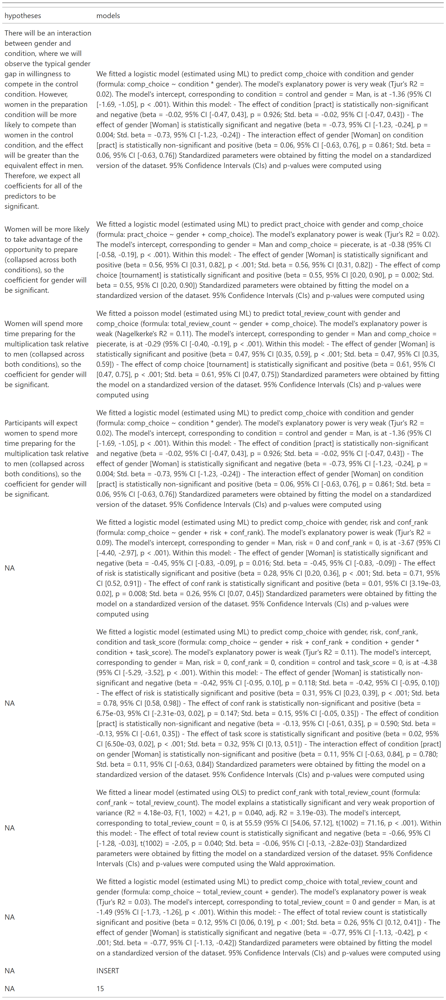 hypotheses
models
There will be an interaction
between gender and
condition, where we will
observe the typical gender
gap in willingness to
compete in the control
condition. However,
women in the preparation
condition will be more
likely to compete than
women in the control
condition, and the effect
will be greater than the
equivalent effect in men.
Therefore, we expect all
coefficients for all of the
predictors to be
significant.
We fitted a logistic model (estimated using ML) to predict comp_choice with condition and gender
(formula: comp_choice ~ condition * gender). The model's explanatory power is very weak (Tjur's R2 =
0.02). The model's intercept, corresponding to condition = control and gender = Man, is at -1.36 (95% CI
[-1.69, -1.05], p < .001). Within this model: - The effect of condition [pract] is statistically non-significant
and negative (beta = -0.02, 95% CI [-0.47, 0.43], p = 0.926; Std. beta = -0.02, 95% CI [-0.47, 0.43]) - The
effect of gender [Woman] is statistically significant and negative (beta = -0.73, 95% CI [-1.23, -0.24], p =
0.004; Std. beta = -0.73, 95% CI [-1.23, -0.24]) - The interaction effect of gender [Woman] on condition
[pract] is statistically non-significant and positive (beta = 0.06, 95% CI [-0.63, 0.76], p = 0.861; Std. beta =
0.06, 95% CI [-0.63, 0.76]) Standardized parameters were obtained by fitting the model on a standardized
version of the dataset. 95% Confidence Intervals (CIs) and p-values were computed using
Women will be more likely
to take advantage of the
opportunity to prepare
(collapsed across both
conditions), so the
coefficient for gender will
be significant.
We fitted a logistic model (estimated using ML) to predict pract_choice with gender and comp_choice
(formula: pract_choice ~ gender + comp_choice). The model's explanatory power is weak (Tjur's R2 = 0.02).
The model's intercept, corresponding to gender = Man and comp_choice = piecerate, is at -0.38 (95% CI
[-0.58, -0.19], p < .001). Within this model: - The effect of gender [Woman] is statistically significant and
positive (beta = 0.56, 95% CI [0.31, 0.82], p < .001; Std. beta = 0.56, 95% CI [0.31, 0.82]) - The effect of comp
choice [tournament] is statistically significant and positive (beta = 0.55, 95% CI [0.20, 0.90], p = 0.002; Std.
beta = 0.55, 95% CI [0.20, 0.90]) Standardized parameters were obtained by fitting the model on a
standardized version of the dataset. 95% Confidence Intervals (CIs) and p-values were computed using
Women will spend more
time preparing for the
multiplication task relative
to men (collapsed across
both conditions), so the
coefficient for gender will
be significant.
We fitted a poisson model (estimated using ML) to predict total_review_count with gender and
comp_choice (formula: total_review_count ~ gender + comp_choice). The model's explanatory power is
weak (Nagelkerke's R2 = 0.11). The model's intercept, corresponding to gender = Man and comp_choice =
piecerate, is at -0.29 (95% CI [-0.40, -0.19], p < .001). Within this model: - The effect of gender [Woman] is
statistically significant and positive (beta = 0.47, 95% CI [0.35, 0.59], p < .001; Std. beta = 0.47, 95% CI [0.35,
0.59]) - The effect of comp choice [tournament] is statistically significant and positive (beta = 0.61, 95% CI
[0.47, 0.75], p < .001; Std. beta = 0.61, 95% CI [0.47, 0.75]) Standardized parameters were obtained by fitting
the model on a standardized version of the dataset. 95% Confidence Intervals (CIs) and p-values were
computed using
Participants will expect
women to spend more
time preparing for the
multiplication task relative
to men (collapsed across
both conditions), so the
coefficient for gender will
be significant.
We fitted a logistic model (estimated using ML) to predict comp_choice with condition and gender
(formula: comp_choice ~ condition * gender). The model's explanatory power is very weak (Tjur's R2 =
0.02). The model's intercept, corresponding to condition = control and gender = Man, is at -1.36 (95% CI
[-1.69, -1.05], p < .001). Within this model: - The effect of condition [pract] is statistically non-significant
and negative (beta = -0.02, 95% CI [-0.47, 0.43], p = 0.926; Std. beta = -0.02, 95% CI [-0.47, 0.43]) - The
effect of gender [Woman] is statistically significant and negative (beta = -0.73, 95% CI [-1.23, -0.24], p =
0.004; Std. beta = -0.73, 95% CI [-1.23, -0.24]) - The interaction effect of gender [Woman] on condition
[pract] is statistically non-significant and positive (beta = 0.06, 95% CI [-0.63, 0.76], p = 0.861; Std. beta =
0.06, 95% CI [-0.63, 0.76]) Standardized parameters were obtained by fitting the model on a standardized
version of the dataset. 95% Confidence Intervals (CIs) and p-values were computed using
NA
We fitted a logistic model (estimated using ML) to predict comp_choice with gender, risk and conf_rank
(formula: comp_choice ~ gender + risk + conf_rank). The model's explanatory power is weak (Tjur's R2 =
0.09). The model's intercept, corresponding to gender = Man, risk = 0 and conf_rank = 0, is at -3.67 (95% CI
[-4.40, -2.97], p < .001). Within this model: - The effect of gender [Woman] is statistically significant and
negative (beta = -0.45, 95% CI [-0.83, -0.09], p = 0.016; Std. beta = -0.45, 95% CI [-0.83, -0.09]) - The effect
of risk is statistically significant and positive (beta = 0.28, 95% CI [0.20, 0.36], p < .001; Std. beta = 0.71, 95%
CI [0.52, 0.91]) - The effect of conf rank is statistically significant and positive (beta = 0.01, 95% CI [3.19e-03,
0.02], p = 0.008; Std. beta = 0.26, 95% CI [0.07, 0.45]) Standardized parameters were obtained by fitting the
model on a standardized version of the dataset. 95% Confidence Intervals (CIs) and p-values were
computed using
NA
We fitted a logistic model (estimated using ML) to predict comp_choice with gender, risk, conf_rank,
condition and task_score (formula: comp_choice ~ gender + risk + conf_rank + condition + gender *
condition + task_score). The model's explanatory power is weak (Tjur's R2 = 0.11). The model's intercept,
corresponding to gender = Man, risk = 0, conf_rank = 0, condition = control and task_score = 0, is at -4.38
(95% CI [-5.29, -3.52], p < .001). Within this model: - The effect of gender [Woman] is statistically non-
significant and negative (beta = -0.42, 95% CI [-0.95, 0.10], p = 0.118; Std. beta = -0.42, 95% CI [-0.95, 0.10])
- The effect of risk is statistically significant and positive (beta = 0.31, 95% CI [0.23, 0.39], p < .001; Std. beta
= 0.78, 95% CI [0.58, 0.98]) - The effect of conf rank is statistically non-significant and positive (beta =
6.75e-03, 95% CI [-2.31e-03, 0.02], p = 0.147; Std. beta = 0.15, 95% CI [-0.05, 0.35]) - The effect of condition
[pract] is statistically non-significant and negative (beta = -0.13, 95% CI [-0.61, 0.35], p = 0.590; Std. beta =
-0.13, 95% CI [-0.61, 0.35]) - The effect of task score is statistically significant and positive (beta = 0.02, 95%
CI [6.50e-03, 0.02], p < .001; Std. beta = 0.32, 95% CI [0.13, 0.51]) - The interaction effect of condition [pract]
on gender [Woman] is statistically non-significant and positive (beta = 0.11, 95% CI [-0.63, 0.84], p = 0.780;
Std. beta = 0.11, 95% CI [-0.63, 0.84]) Standardized parameters were obtained by fitting the model on a
standardized version of the dataset. 95% Confidence Intervals (CIs) and p-values were computed using
NA
We fitted a linear model (estimated using OLS) to predict conf_rank with total_review_count (formula:
conf_rank ~ total_review_count). The model explains a statistically significant and very weak proportion of
variance (R2 = 4.18e-03, F(1, 1002) = 4.21, p = 0.040, adj. R2 = 3.19e-03). The model's intercept,
corresponding to total_review_count = 0, is at 55.59 (95% CI [54.06, 57.12], t(1002) = 71.16, p < .001). Within
this model: - The effect of total review count is statistically significant and negative (beta = -0.66, 95% CI
[-1.28, -0.03], t(1002) = -2.05, p = 0.040; Std. beta = -0.06, 95% CI [-0.13, -2.82e-03]) Standardized
parameters were obtained by fitting the model on a standardized version of the dataset. 95% Confidence
Intervals (CIs) and p-values were computed using the Wald approximation.
NA
We fitted a logistic model (estimated using ML) to predict comp_choice with total_review_count and
gender (formula: comp_choice ~ total_review_count + gender). The model's explanatory power is weak
(Tjur's R2 = 0.03). The model's intercept, corresponding to total_review_count = 0 and gender = Man, is at
-1.49 (95% CI [-1.73, -1.26], p < .001). Within this model: - The effect of total review count is statistically
significant and positive (beta = 0.12, 95% CI [0.06, 0.19], p < .001; Std. beta = 0.26, 95% CI [0.12, 0.41]) - The
effect of gender [Woman] is statistically significant and negative (beta = -0.77, 95% CI [-1.13, -0.42], p <
.001; Std. beta = -0.77, 95% CI [-1.13, -0.42]) Standardized parameters were obtained by fitting the model
on a standardized version of the dataset. 95% Confidence Intervals (CIs) and p-values were computed using
NA
INSERT
NA
15